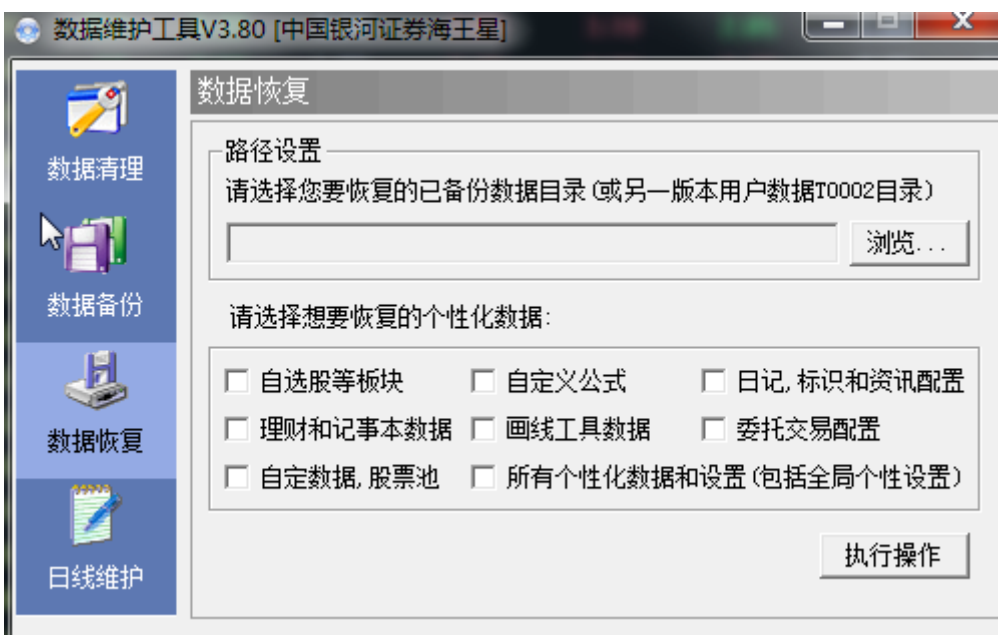 数据维护工具V3.80 [中国银河证券海王星]
数据清理
数据备份
数据恢复
日线维护
数据恢复
路径设置
请选择您要恢复的已备份数据目录(或另一版本用户数据T0002目录)
浏览...
请选择想要恢复的个性化数据:
自选股等板块 自定义公式 日记,标识和资讯配置
理财和记事本数据 画线工具数据 委托交易配置
自定数据,股票池 所有个性化数据和设置(包括全局个性设置)
执行操作